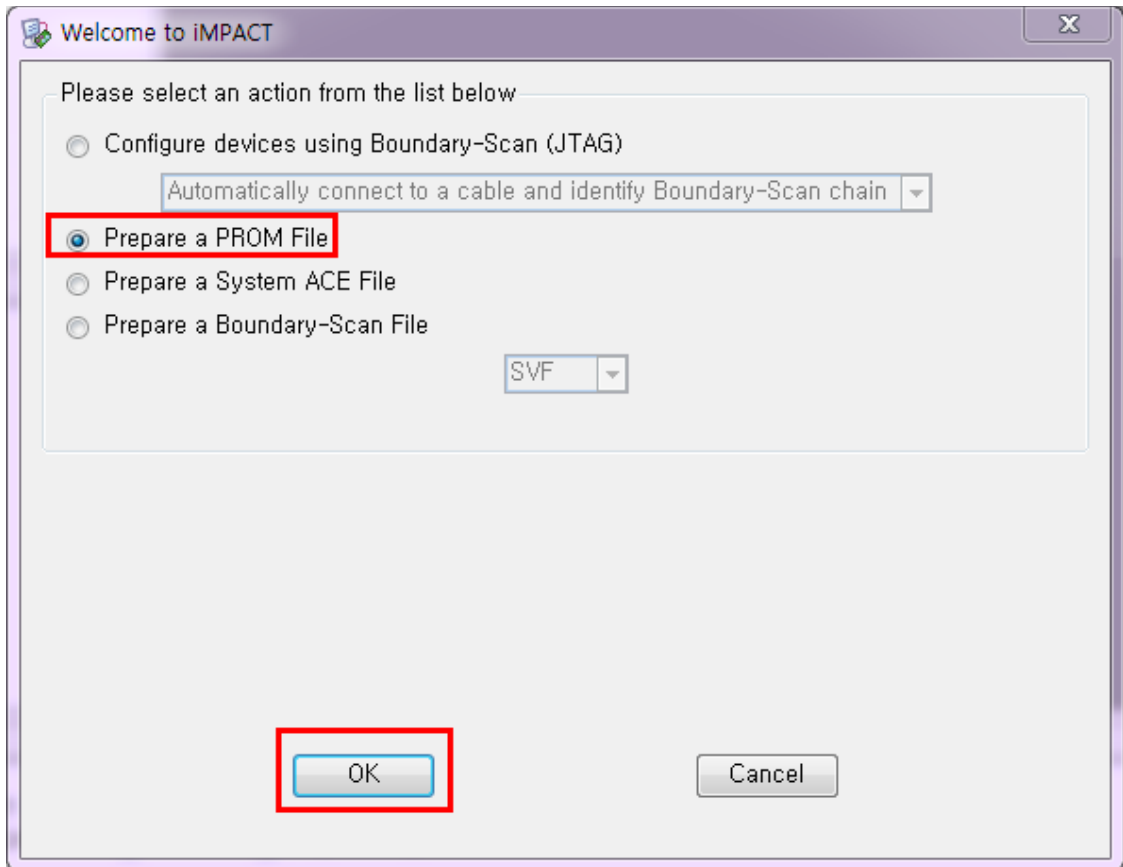 Welcome to iMPACT
Please select an action from the list below
Configure devices using Boundary-Scan (JTAG)
Automatically connect to a cable and identify Boundary-Scan chain
Prepare a PROM File
Prepare a System ACE File
Prepare a Boundary-Scan File
SVF
OK Cancel